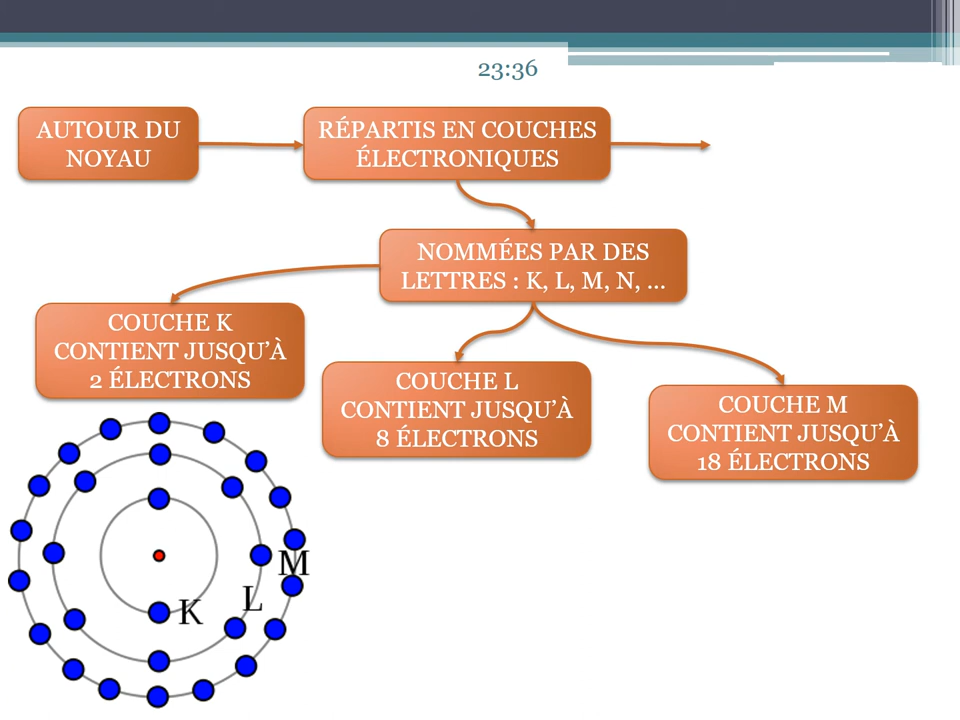 23:36
AUTOUR DU
NOYAU
RÉPARTIS EN COUCHES
ÉLECTRONIQUES
NOMMÉES PAR DES
LETTRES : K, L, M, N, ...
COUCHE K
CONTIENT JUSQU’À
2 ÉLECTRONS
COUCHE L
CONTIENT JUSQU’À
8 ÉLECTRONS
COUCHE M
CONTIENT JUSQU’À
18 ÉLECTRONS
M
L
K